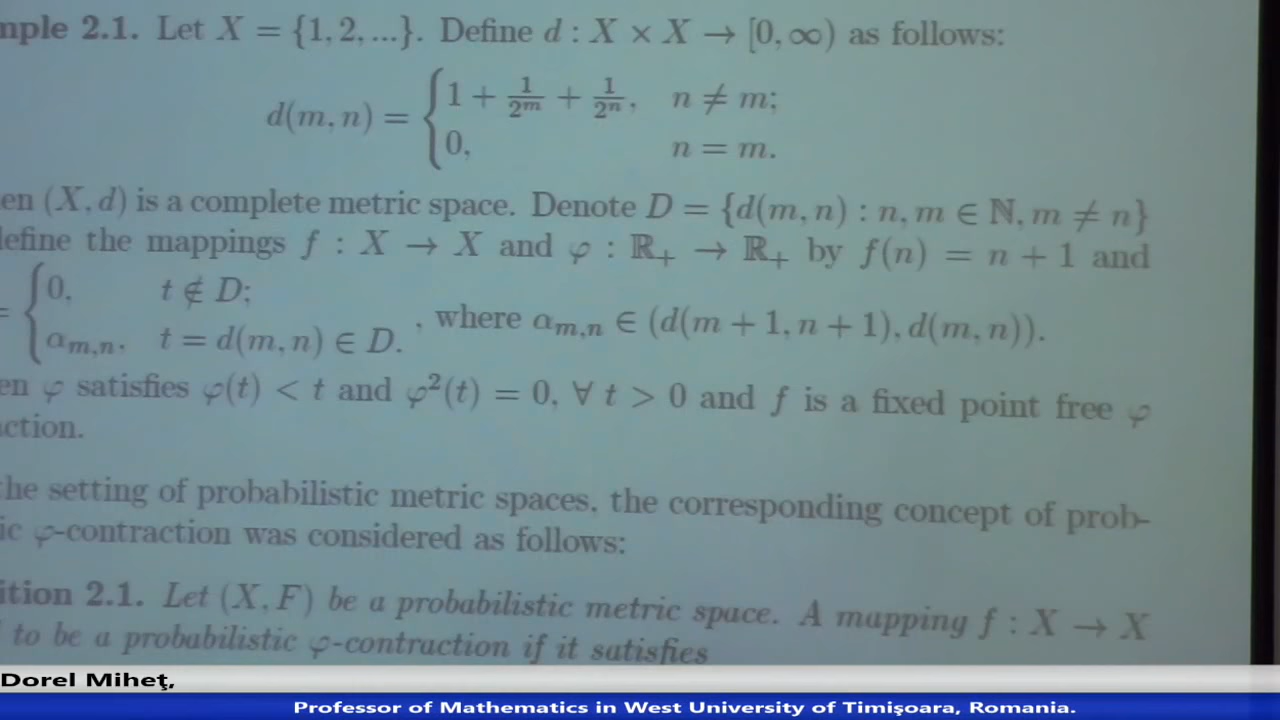 mple 2.1. Let X = {1, 2, ...}. Define d : X × X → [0, ∞) as follows:
d(m, n) = { 1 + 1/2^m + 1/2^n, n ≠ m;
0, n = m.
en (X, d) is a complete metric space. Denote D = {d(m, n) : n, m ∈ ℕ, m ≠ n}
define the mappings f : X → X and φ : ℝ₊ → ℝ₊ by f(n) = n + 1 and
= { 0, t ∉ D;
α_{m,n}, t = d(m, n) ∈ D. , where α_{m,n} ∈ (d(m + 1, n + 1), d(m, n)).
en φ satisfies φ(t) < t and φ²(t) = 0, ∀ t > 0 and f is a fixed point free φ
action.
the setting of probabilistic metric spaces, the corresponding concept of prob-
ic φ-contraction was considered as follows:
ition 2.1. Let (X, F) be a probabilistic metric space. A mapping f : X → X
to be a probabilistic φ-contraction if it satisfies
Dorel Miheţ,
Professor of Mathematics in West University of Timişoara, Romania.